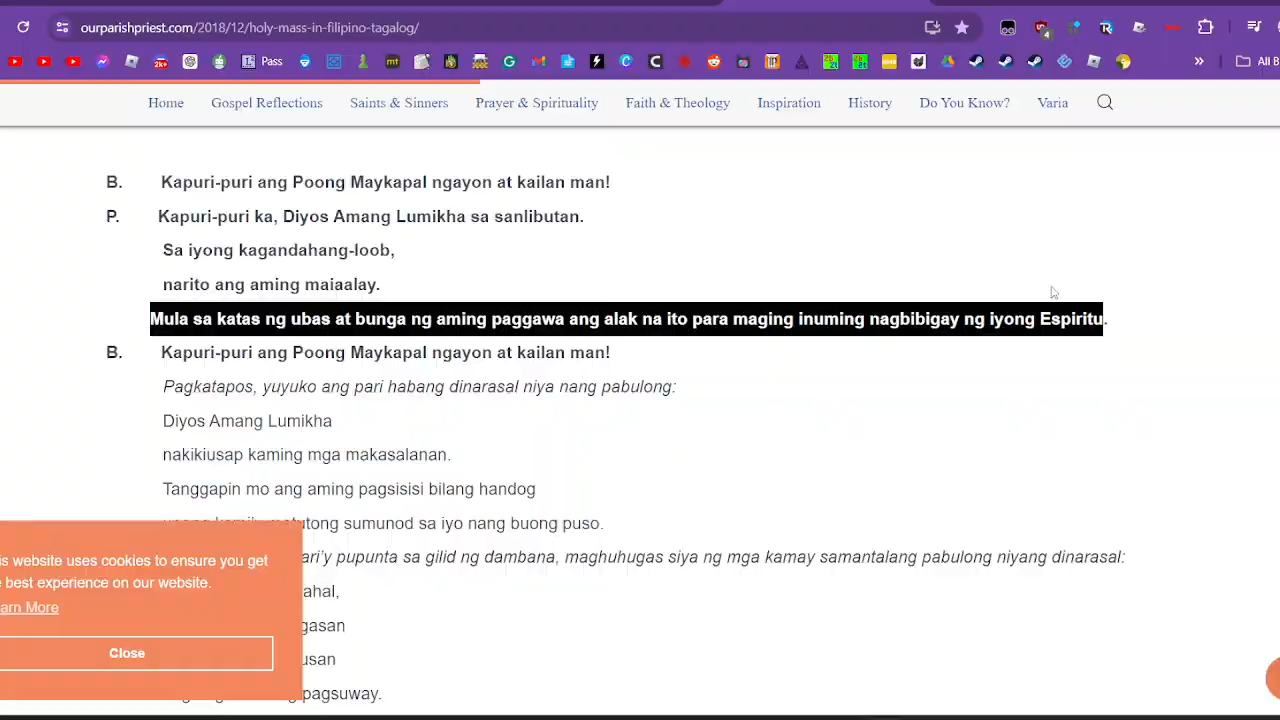 ourparishpriest.com/2018/12/holy-mass-in-filipino-tagalog/
Pass
All B
Home Gospel Reflections Saints & Sinners Prayer & Spirituality Faith & Theology Inspiration History Do You Know? Varia
B. Kapuri-puri ang Poong Maykapal ngayon at kailan man!
P. Kapuri-puri ka, Diyos Amang Lumikha sa sanlibutan.
Sa iyong kagandahang-loob,
narito ang aming maiaalay.
Mula sa katas ng ubas at bunga ng aming paggawa ang alak na ito para maging inuming nagbibigay ng iyong Espiritu.
B. Kapuri-puri ang Poong Maykapal ngayon at kailan man!
Pagkatapos, yuyuko ang pari habang dinarasal niya nang pabulong:
Diyos Amang Lumikha
nakikiusap kaming mga makasalanan.
Tanggapin mo ang aming pagsisisi bilang handog
sumunod sa iyo nang buong puso.
ari'y pupunta sa gilid ng dambana, maghuhugas siya ng mga kamay samantalang pabulong niyang dinarasal:
ahal,
gasan
usan
pagsuway.
is website uses cookies to ensure you get
e best experience on our website.
arn More
Close